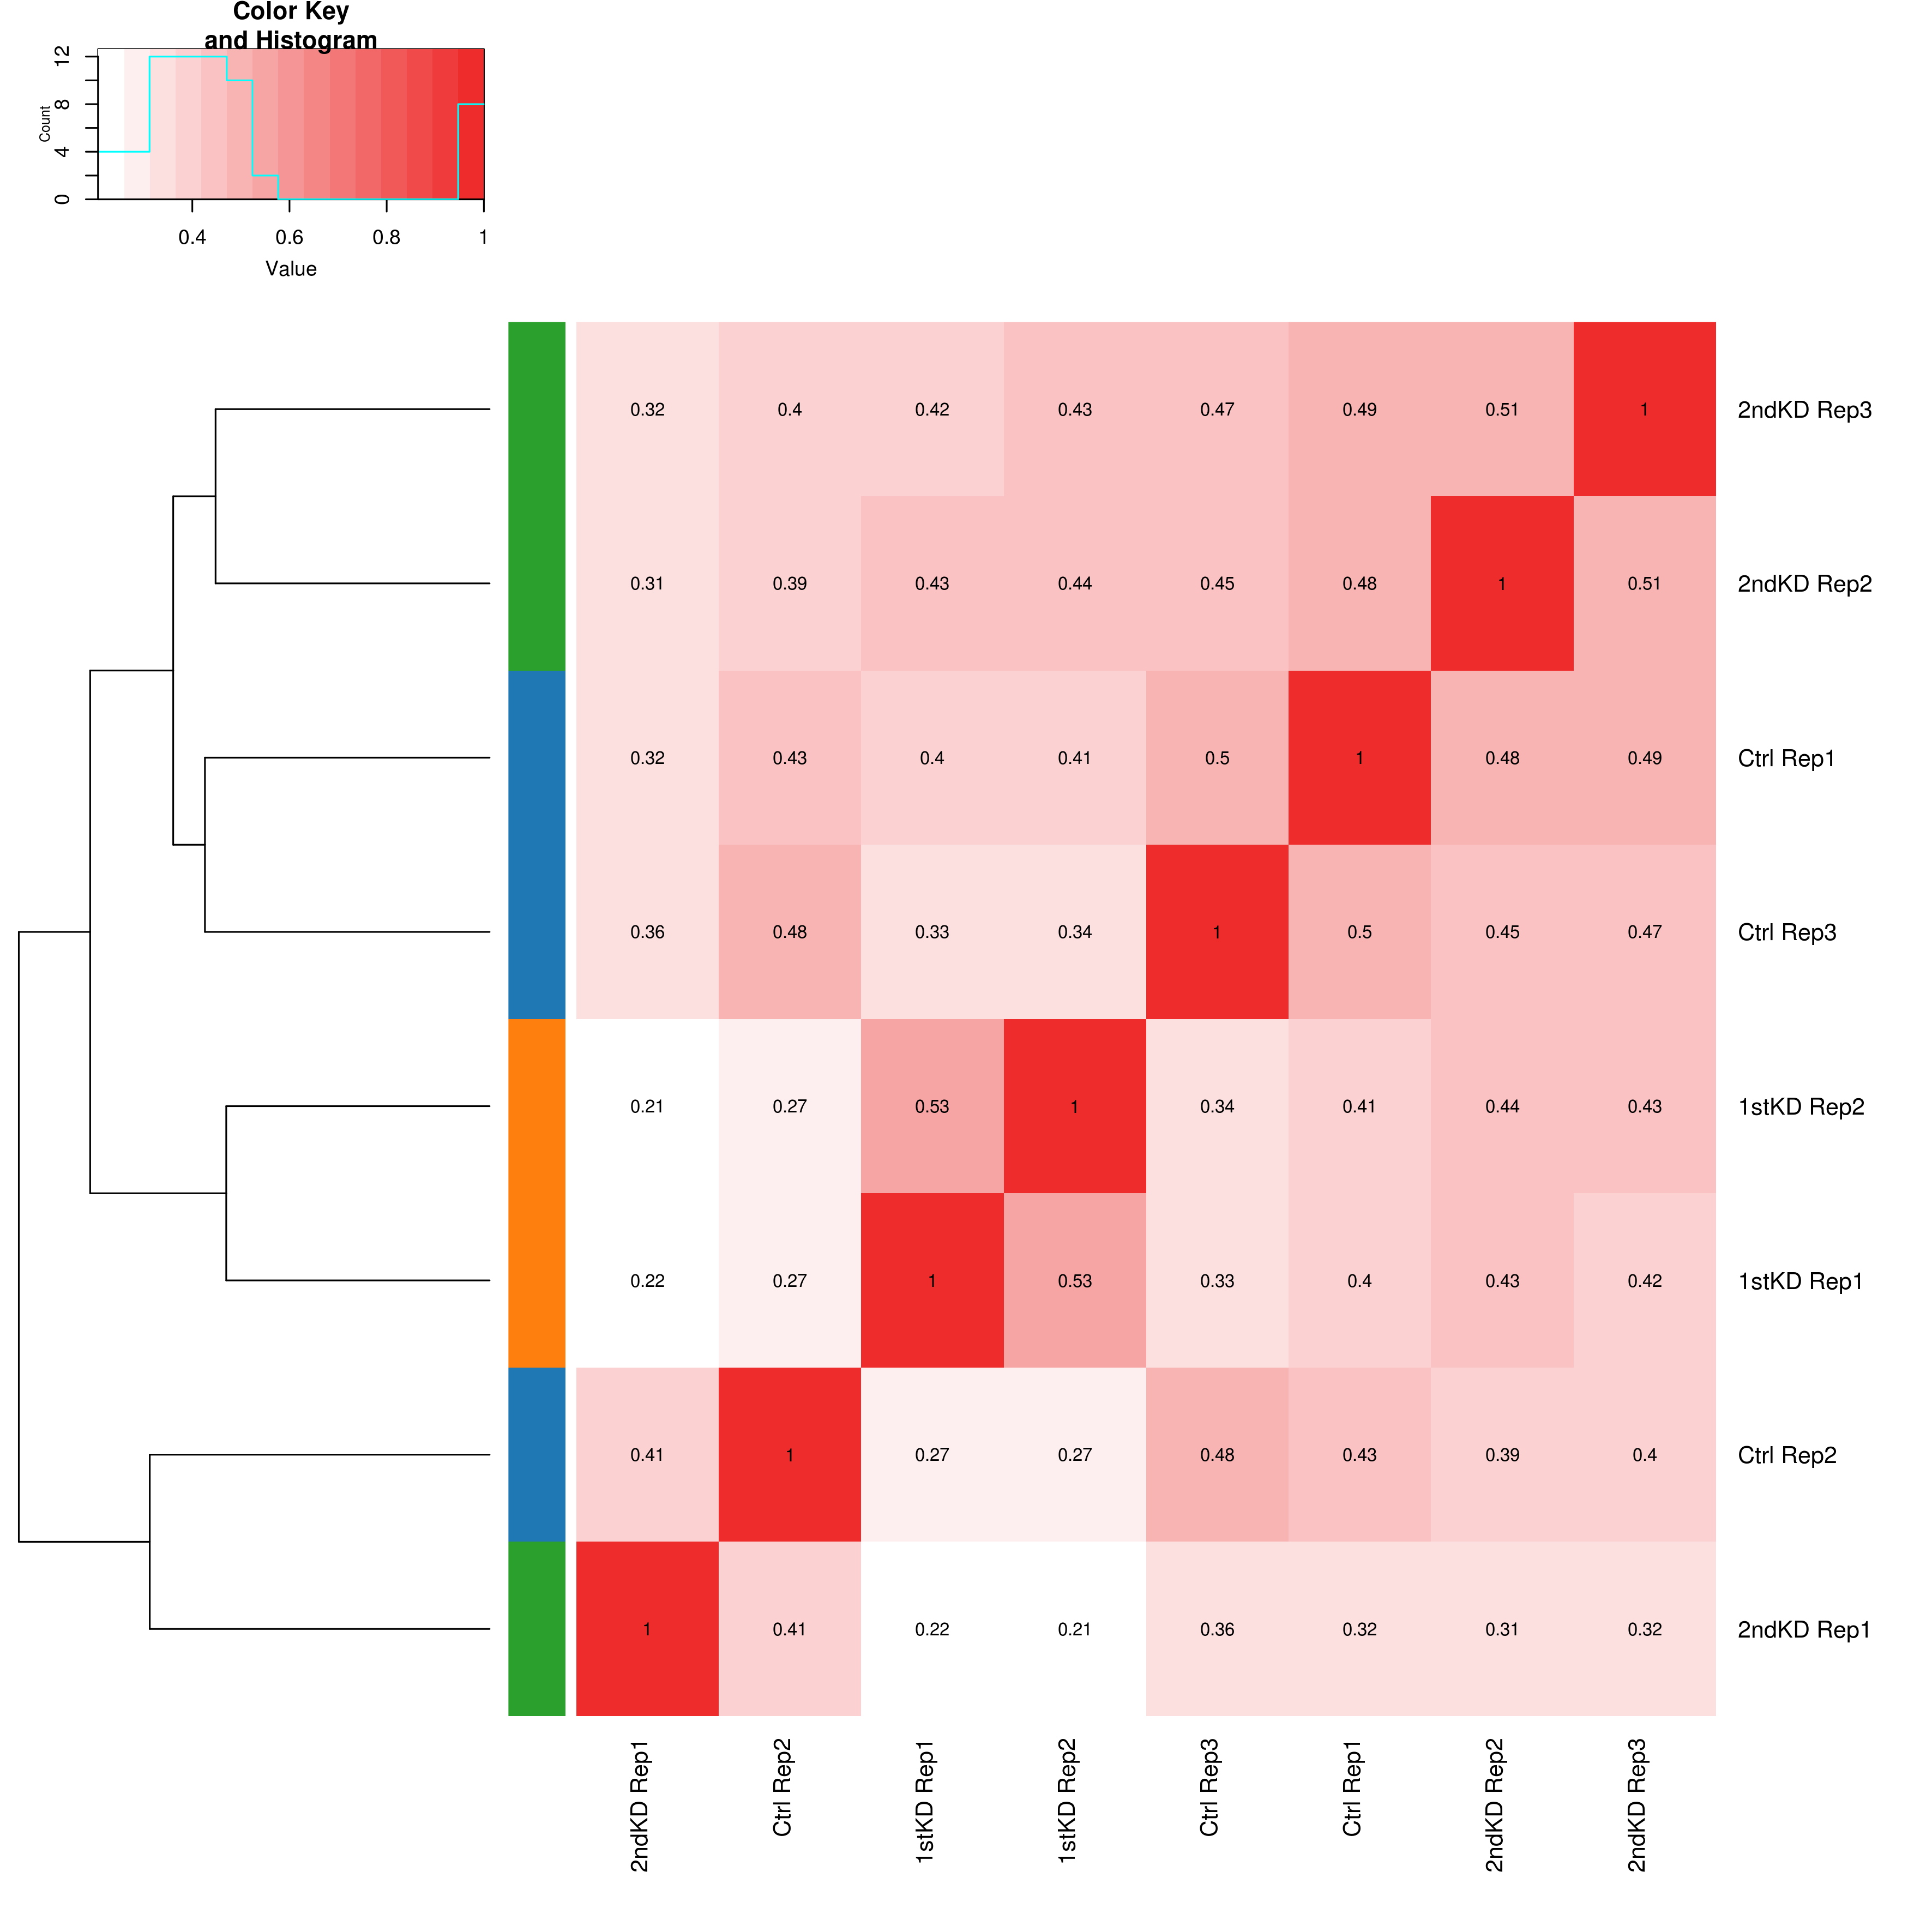 Color Key
and Histogram
Count
0 4 8 12
0.4 0.6 0.8 1
Value
0.32 0.4 0.42 0.43 0.47 0.49 0.51 1 2ndKD Rep3
0.31 0.39 0.43 0.44 0.45 0.48 1 0.51 2ndKD Rep2
0.32 0.43 0.4 0.41 0.5 1 0.48 0.49 Ctrl Rep1
0.36 0.48 0.33 0.34 1 0.5 0.45 0.47 Ctrl Rep3
0.21 0.27 0.53 1 0.34 0.41 0.44 0.43 1stKD Rep2
0.22 0.27 1 0.53 0.33 0.4 0.43 0.42 1stKD Rep1
0.41 1 0.27 0.27 0.48 0.43 0.39 0.4 Ctrl Rep2
1 0.41 0.22 0.21 0.36 0.32 0.31 0.32 2ndKD Rep1
2ndKD Rep1
Ctrl Rep2
1stKD Rep1
1stKD Rep2
Ctrl Rep3
Ctrl Rep1
2ndKD Rep2
2ndKD Rep3